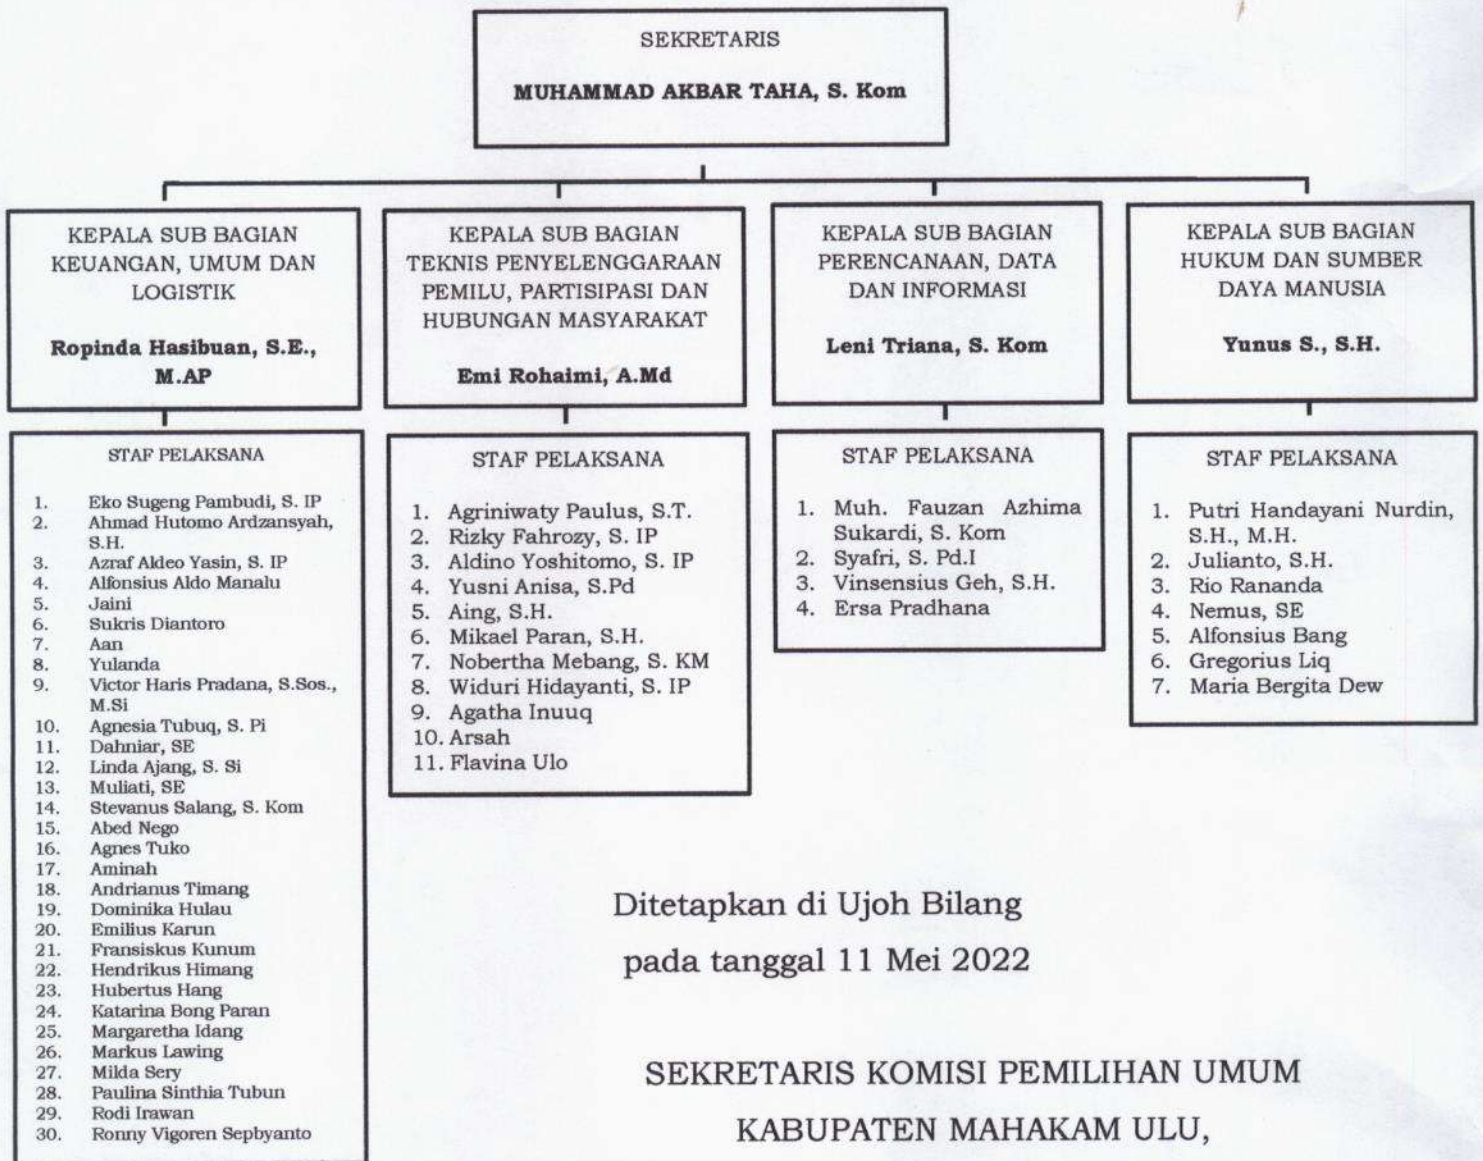 SEKRETARIS
MUHAMMAD AKBAR TAHA, S. Kom
KEPALA SUB BAGIAN
KEUANGAN, UMUM DAN
LOGISTIK
Ropinda Hasibuan, S.E.,
M.AP
KEPALA SUB BAGIAN
TEKNIS PENYELENGGARAAN
PEMILU, PARTISIPASI DAN
HUBUNGAN MASYARAKAT
Emi Rohaimi, A.Md
KEPALA SUB BAGIAN
PERENCANAAN, DATA
DAN INFORMASI
Leni Triana, S. Kom
KEPALA SUB BAGIAN
HUKUM DAN SUMBER
DAYA MANUSIA
Yunus S., S.H.
STAF PELAKSANA
1. Eko Sugeng Pambudi, S. IP
2. Ahmad Hutomo Ardzansyah,
S.H.
3. Azraf Aldeo Yasin, S. IP
4. Alfonsius Aldo Manalu
5. Jaini
6. Sukris Diantoro
7. Aan
8. Yulanda
9. Victor Haris Pradana, S.Sos.,
M.Si
10. Agnesia Tubuq, S. Pi
11. Dahniar, SE
12. Linda Ajang, S. Si
13. Muliati, SE
14. Stevanus Salang, S. Kom
15. Abed Nego
16. Agnes Tuko
17. Aminah
18. Andrianus Timang
19. Dominika Hulau
20. Emilius Karun
21. Fransiskus Kunum
22. Hendrikus Himang
23. Hubertus Hang
24. Katarina Bong Paran
25. Margaretha Idang
26. Markus Lawing
27. Milda Sery
28. Paulina Sinthia Tubun
29. Rodi Irawan
30. Ronny Vigoren Sepbyanto
STAF PELAKSANA
1. Agriniwaty Paulus, S.T.
2. Rizky Fahrozy, S. IP
3. Aldino Yoshitomo, S. IP
4. Yusni Anisa, S.Pd
5. Aing, S.H.
6. Mikael Paran, S.H.
7. Nobertha Mebang, S. KM
8. Widuri Hidayanti, S. IP
9. Agatha Inuuq
10. Arsah
11. Flavina Ulo
STAF PELAKSANA
1. Muh. Fauzan Azhima
Sukardi, S. Kom
2. Syafri, S. Pd.I
3. Vinsensius Geh, S.H.
4. Ersa Pradhana
STAF PELAKSANA
1. Putri Handayani Nurdin,
S.H., M.H.
2. Julianto, S.H.
3. Rio Rananda
4. Nemus, SE
5. Alfonsius Bang
6. Gregorius Liq
7. Maria Bergita Dew
Ditetapkan di Ujoh Bilang
pada tanggal 11 Mei 2022
SEKRETARIS KOMISI PEMILIHAN UMUM
KABUPATEN MAHAKAM ULU,